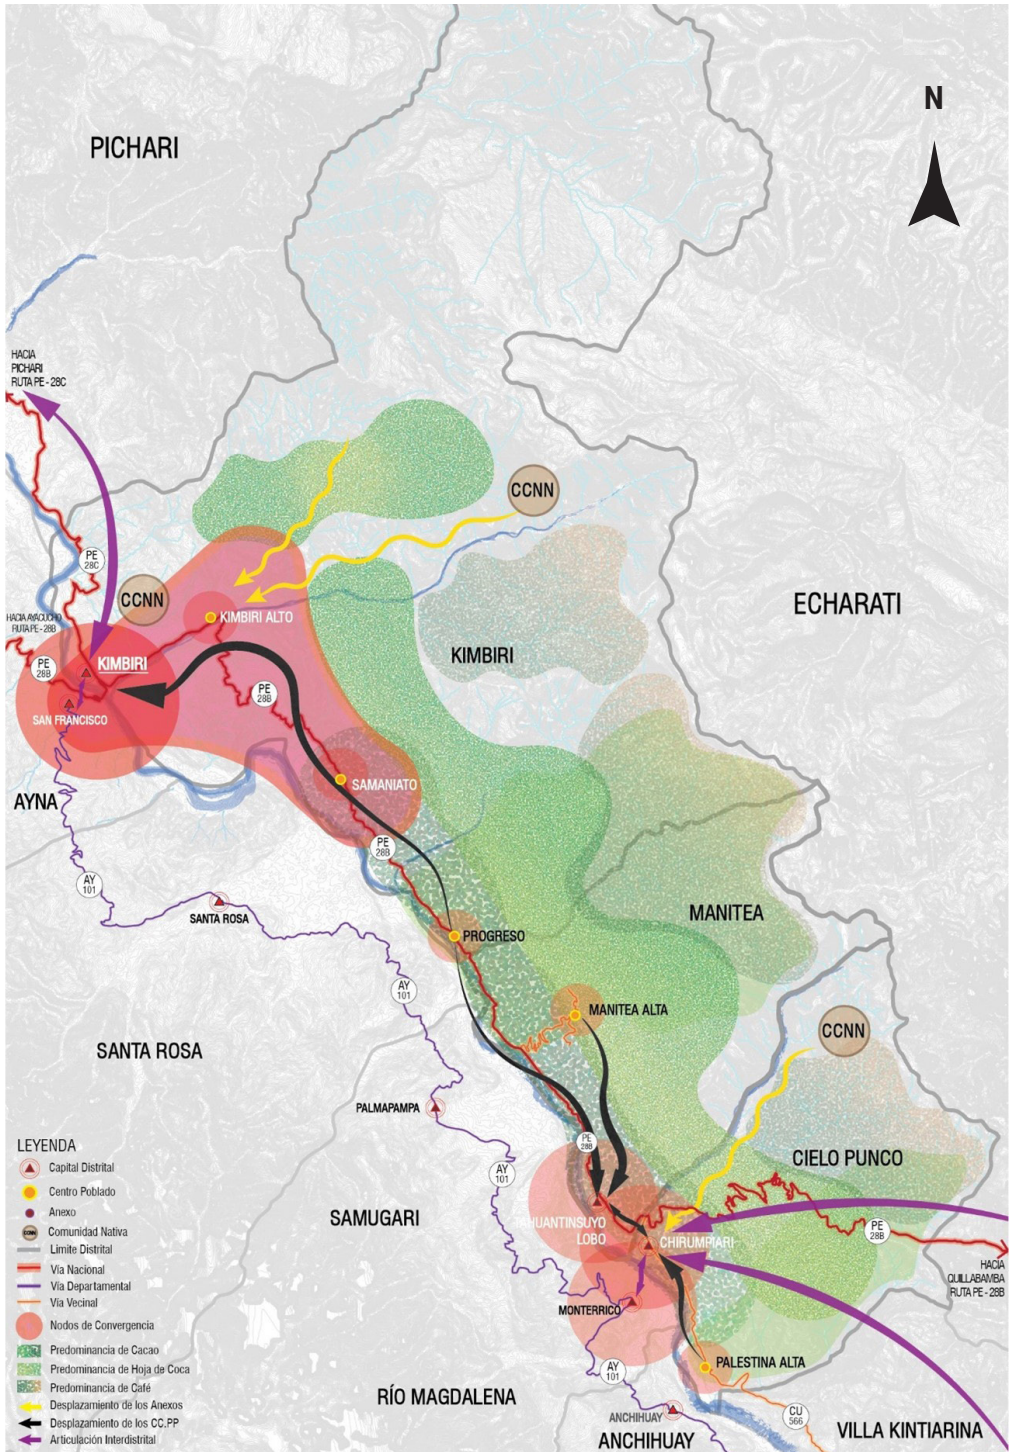 N
PICHARI
HACIA
PICHARI
RUTA PE - 28C
CCNN
PE
28C
CCNN
ECHARATI
HACIA AYACUCHO
RUTA PE - 28B
KIMBIRI ALTO
KIMBIRI
PE
28B
KIMBIRI
PE
28B
SAN FRANCISCO
SAMANIATO
AYNA
PE
28B
AY
101
SANTA ROSA
MANITEA
PROGRESO
AY
101
MANITEA ALTA
CCNN
SANTA ROSA
PALMAPAMPA
PE
28B
CIELO PUNCO
AY
101
SAMUGARI
LOBO
CHIRUMPIARI
PE
28B
HACIA
QUILLABAMBA
RUTA PE - 28B
MONTERRICO
PALESTINA ALTA
AY
101
RÍO MAGDALENA
ANCHIHUAY
ANCHIHUAY
CU
566
VILLA KINTIARINA
LEYENDA
Capital Distrital
Centro Poblado
Anexo
CCNN
Comunidad Nativa
Limite Distrital
Vía Nacional
Vía Departamental
Vía Vecinal
Nodos de Convergencia
Predominancia de Cacao
Predominancia de Hoja de Coca
Predominancia de Café
Desplazamiento de los Anexos
Desplazamiento de los CC.PP
Articulación Interdistrital